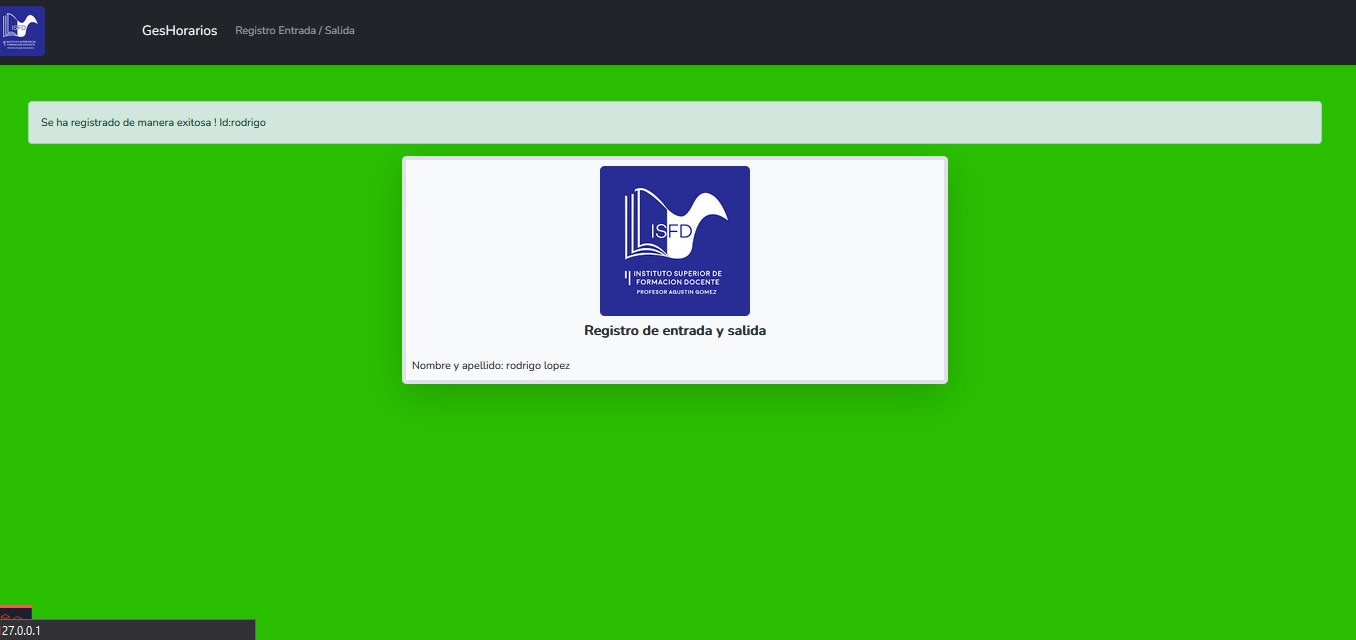 GesHorarios Registro Entrada / Salida
Se ha registrado de manera exitosa ! Id:rodrigo
ISFD
INSTITUTO SUPERIOR DE
FORMACION DOCENTE
PROFESOR AGUSTIN GOMEZ
Registro de entrada y salida
Nombre y apellido: rodrigo lopez
27.0.0.1